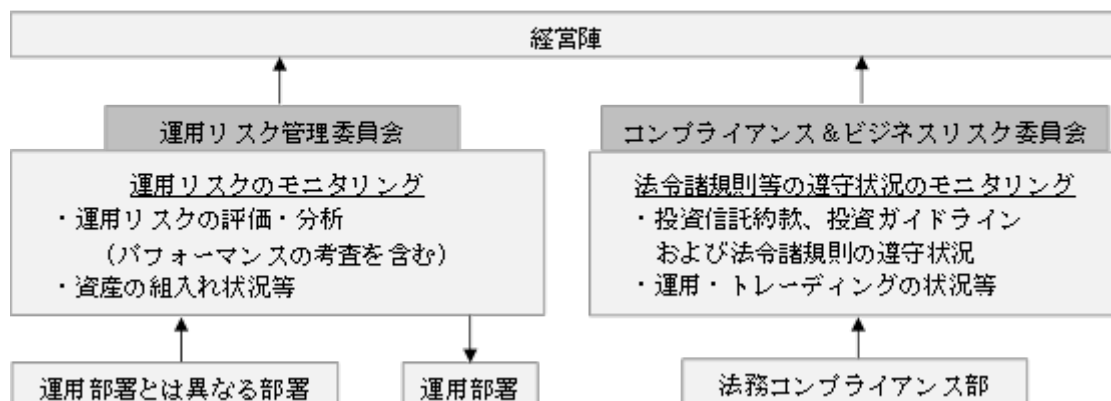 経営陣
運用リスク管理委員会
運用リスクのモニタリング
・運用リスクの評価・分析
（パフォーマンスの考査を含む）
・資産の組入れ状況等
運用部署とは異なる部署
運用部署
コンプライアンス＆ビジネスリスク委員会
法令諸規則等の遵守状況のモニタリング
・投資信託約款、投資ガイドライン
および法令諸規則の遵守状況
・運用・トレーディングの状況等
法務コンプライアンス部